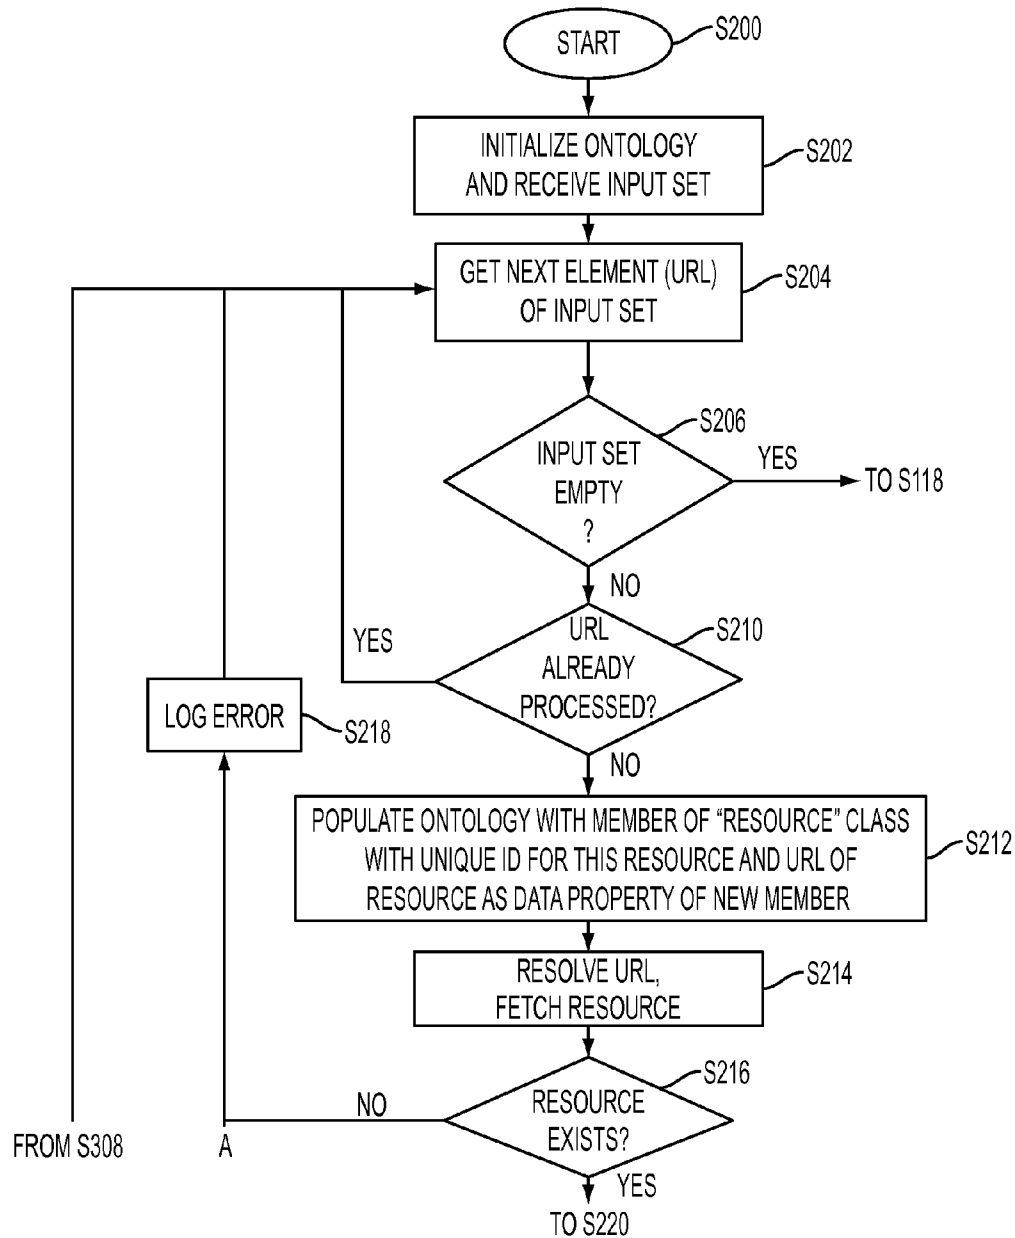 START
S200
INITIALIZE ONTOLOGY
AND RECEIVE INPUT SET
S202
GET NEXT ELEMENT (URL)
OF INPUT SET
S204
INPUT SET
EMPTY
?
S206
YES
TO S118
NO
URL
ALREADY
PROCESSED?
S210
YES
NO
LOG ERROR
S218
POPULATE ONTOLOGY WITH MEMBER OF “RESOURCE” CLASS
WITH UNIQUE ID FOR THIS RESOURCE AND URL OF
RESOURCE AS DATA PROPERTY OF NEW MEMBER
S212
RESOLVE URL,
FETCH RESOURCE
S214
RESOURCE
EXISTS?
S216
NO
FROM S308
A
YES
TO S220